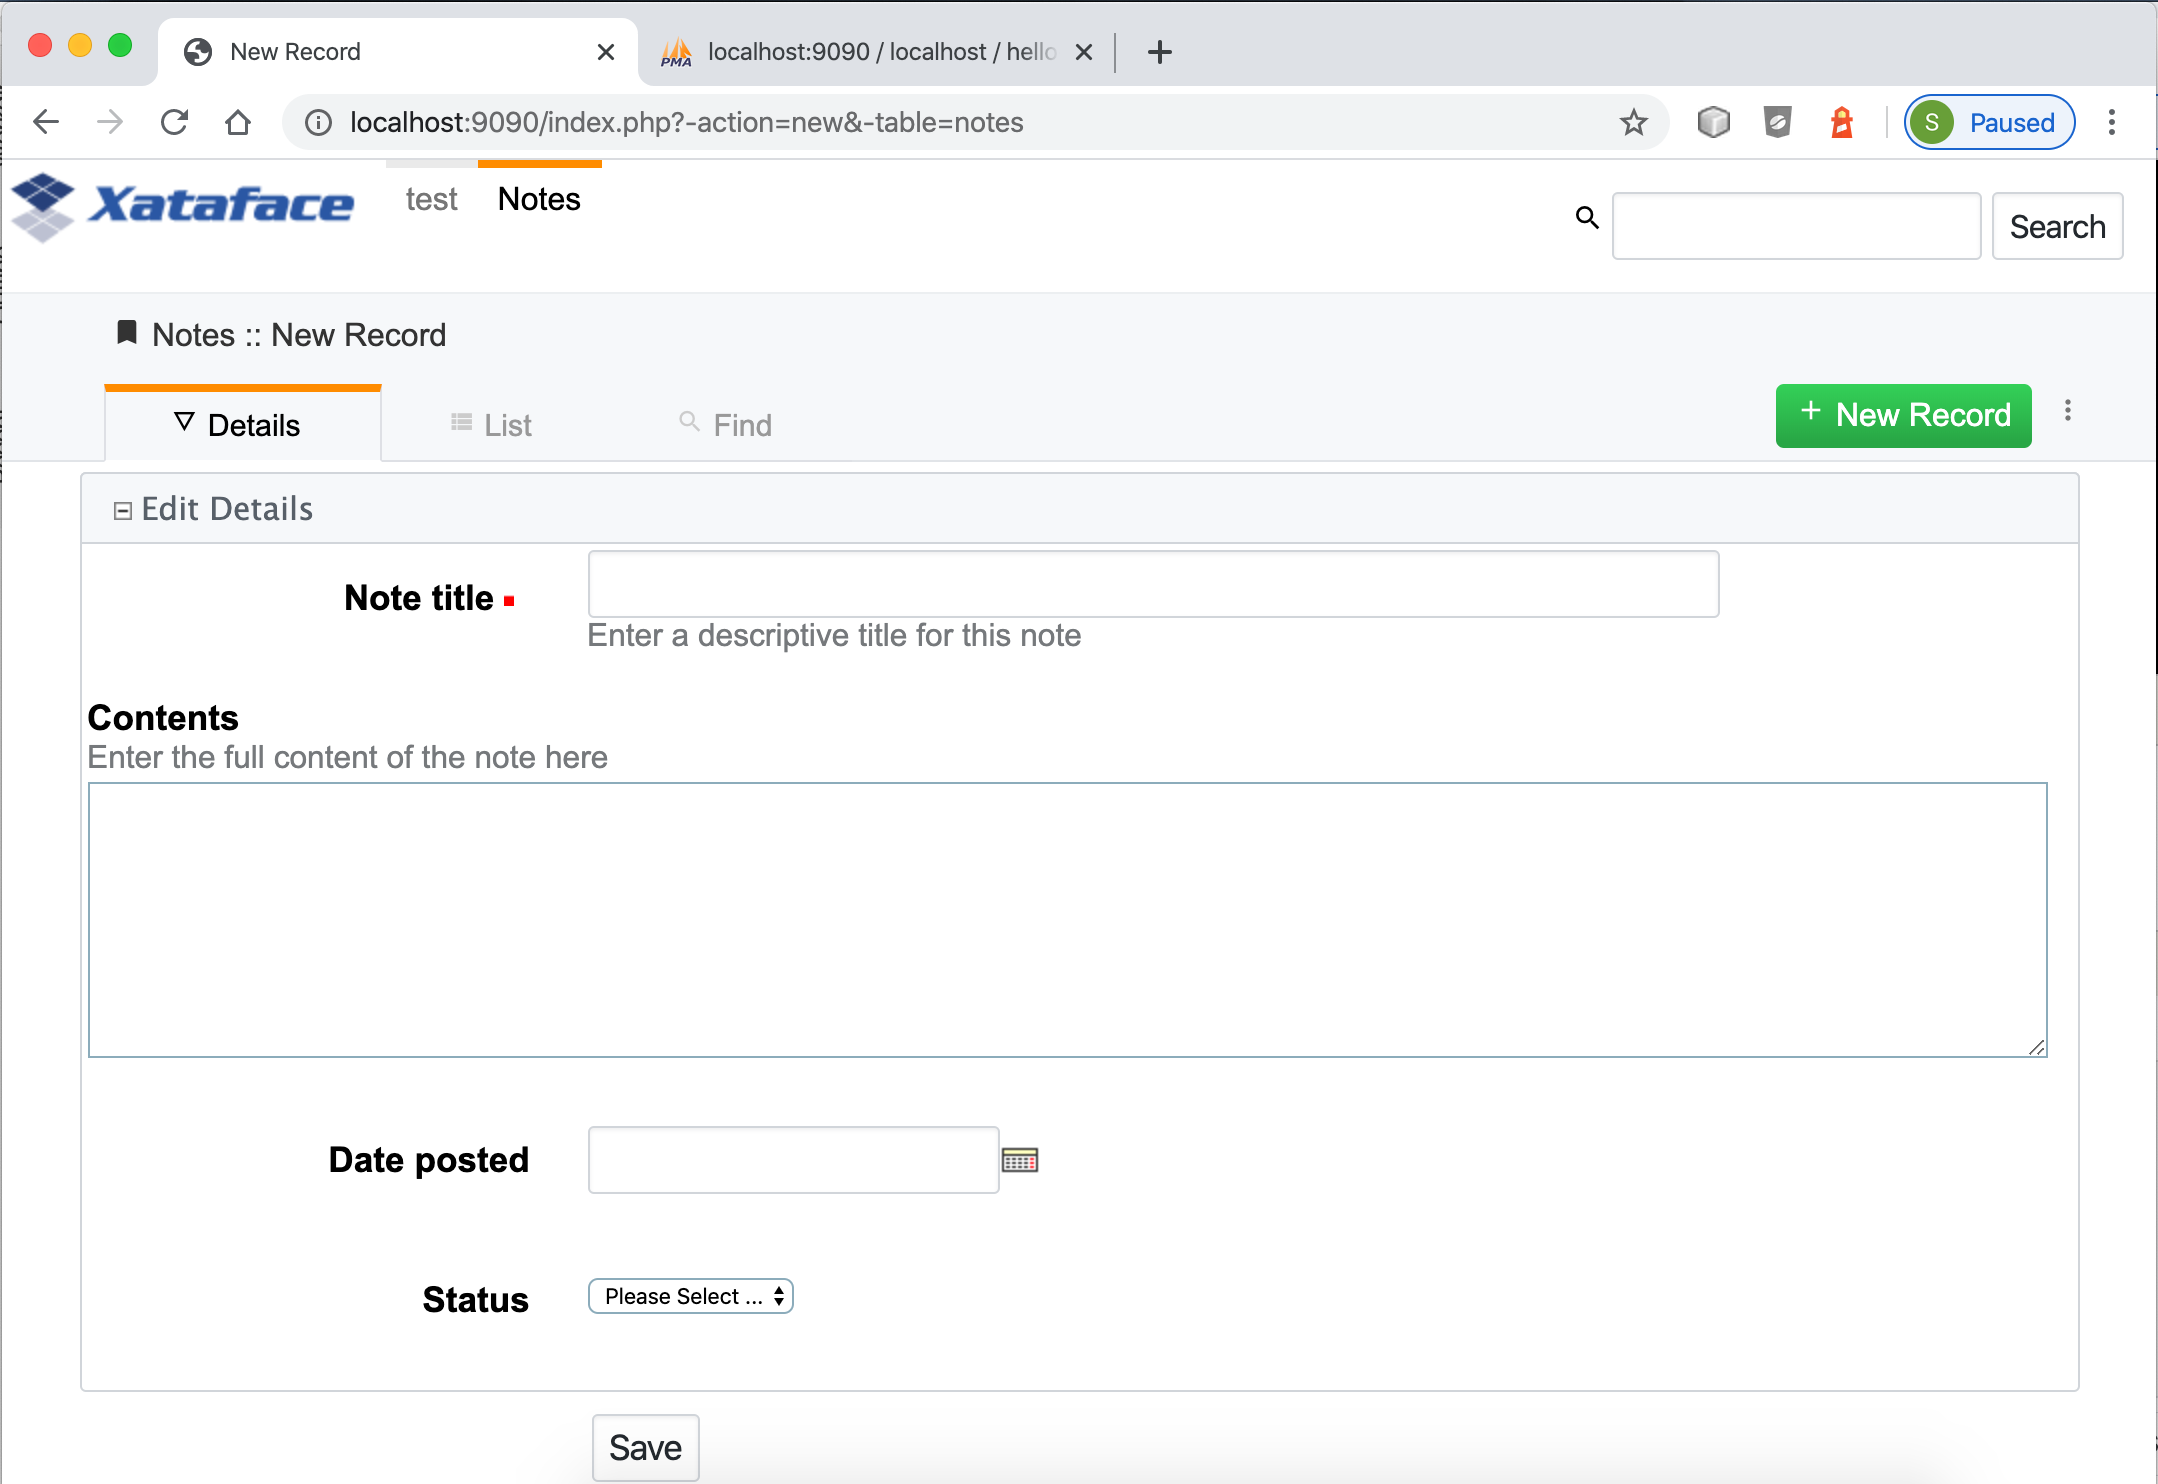 New Record
PMA localhost:9090 / localhost / hello
localhost:9090/index.php?-action=new&-table=notes
S Paused
Xataface test Notes
Search
Notes :: New Record
Details List Find
+ New Record
Edit Details
Note title
Enter a descriptive title for this note
Contents
Enter the full content of the note here
Date posted
Status Please Select ...
Save